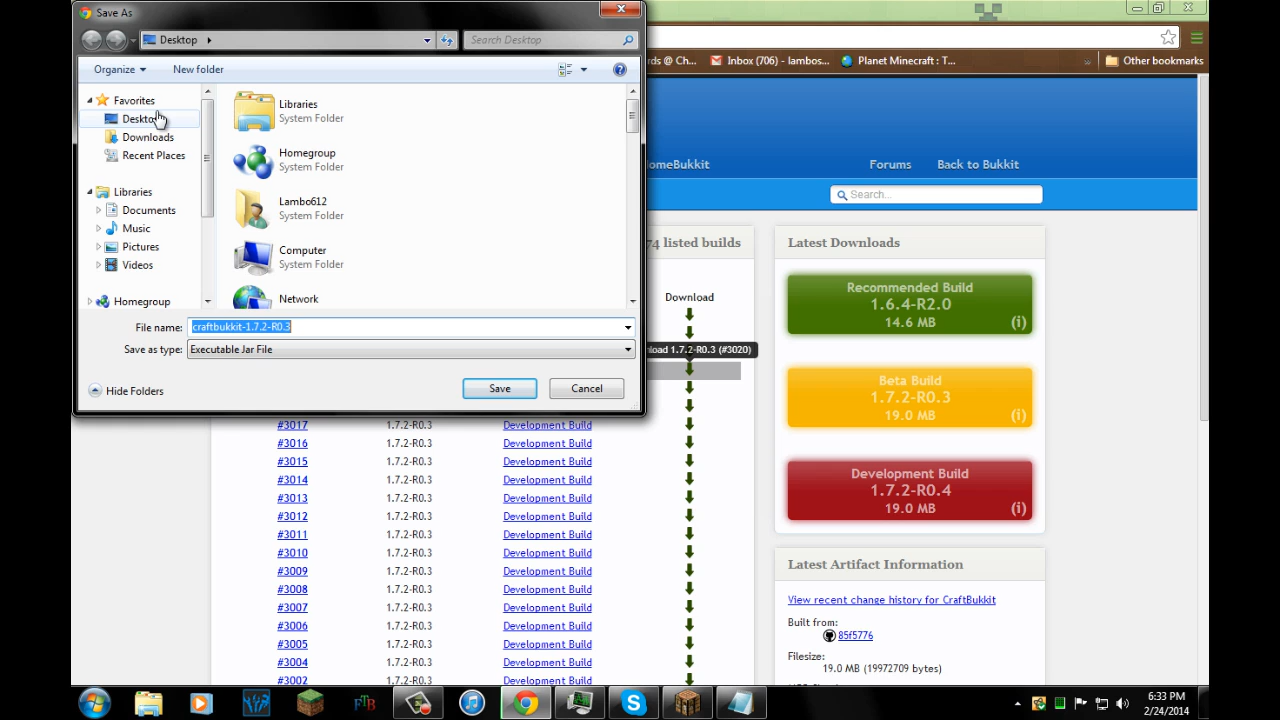 Save As
Desktop
Search Desktop
Organize
New folder
Favorites
Desktop
Downloads
Recent Places
Libraries
Documents
Music
Pictures
Videos
Homegroup
Libraries
System Folder
Homegroup
System Folder
Lambo612
System Folder
Computer
System Folder
Network
File name: craftbukkit-1.7.2-R0.3
Save as type: Executable Jar File
Hide Folders
Save
Cancel
rds @ Ch...
Inbox (706) - lambos...
Planet Minecraft : T...
»
Other bookmarks
omeBukkit
Forums
Back to Bukkit
Search...
74 listed builds
Download
nload 1.7.2-R0.3 (#3020)
#3017 1.7.2-R0.3 Development Build
#3016 1.7.2-R0.3 Development Build
#3015 1.7.2-R0.3 Development Build
#3014 1.7.2-R0.3 Development Build
#3013 1.7.2-R0.3 Development Build
#3012 1.7.2-R0.3 Development Build
#3011 1.7.2-R0.3 Development Build
#3010 1.7.2-R0.3 Development Build
#3009 1.7.2-R0.3 Development Build
#3008 1.7.2-R0.3 Development Build
#3007 1.7.2-R0.3 Development Build
#3006 1.7.2-R0.3 Development Build
#3005 1.7.2-R0.3 Development Build
#3004 1.7.2-R0.3 Development Build
#3002 1.7.2-R0.3 Development Build
Latest Downloads
Recommended Build
1.6.4-R2.0
14.6 MB (i)
Beta Build
1.7.2-R0.3
19.0 MB (i)
Development Build
1.7.2-R0.4
19.0 MB (i)
Latest Artifact Information
View recent change history for CraftBukkit
Built from:
85f5776
Filesize:
19.0 MB (19972709 bytes)
FTB
6:33 PM
2/24/2014